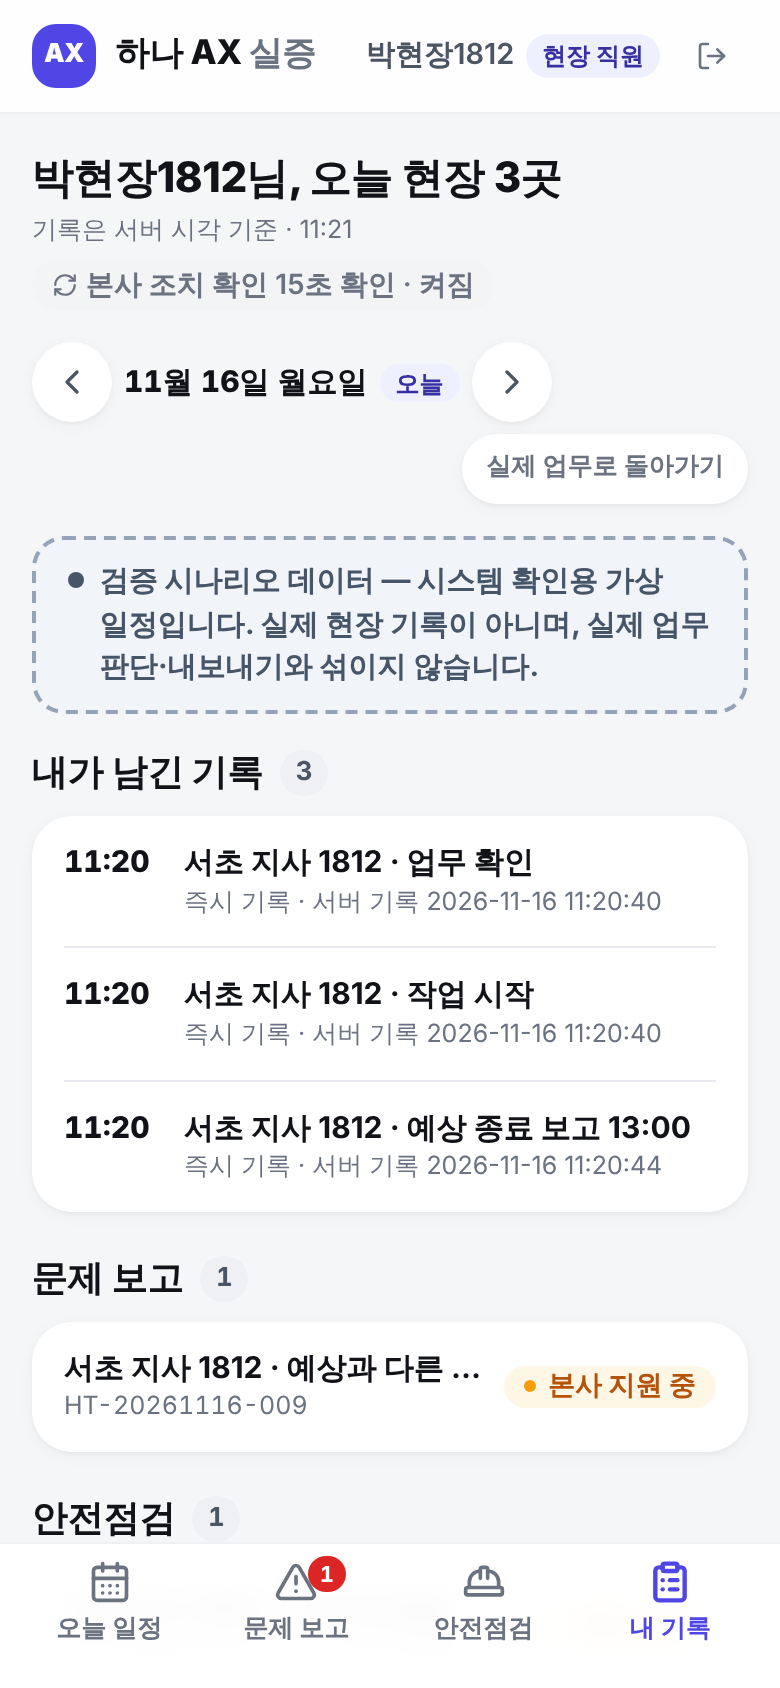 AX 하나 AX 실증 박현장1812 현장 직원
박현장1812님, 오늘 현장 3곳
기록은 서버 시각 기준 · 11:21
본사 조치 확인 15초 확인 · 켜짐
11월 16일 월요일 오늘
실제 업무로 돌아가기
검증 시나리오 데이터 — 시스템 확인용 가상
일정입니다. 실제 현장 기록이 아니며, 실제 업무
판단·내보내기와 섞이지 않습니다.
내가 남긴 기록 3
11:20 서초 지사 1812 · 업무 확인
즉시 기록 · 서버 기록 2026-11-16 11:20:40
11:20 서초 지사 1812 · 작업 시작
즉시 기록 · 서버 기록 2026-11-16 11:20:40
11:20 서초 지사 1812 · 예상 종료 보고 13:00
즉시 기록 · 서버 기록 2026-11-16 11:20:44
문제 보고 1
서초 지사 1812 · 예상과 다른 ... 본사 지원 중
HT-20261116-009
안전점검 1
1
오늘 일정 문제 보고 안전점검 내 기록